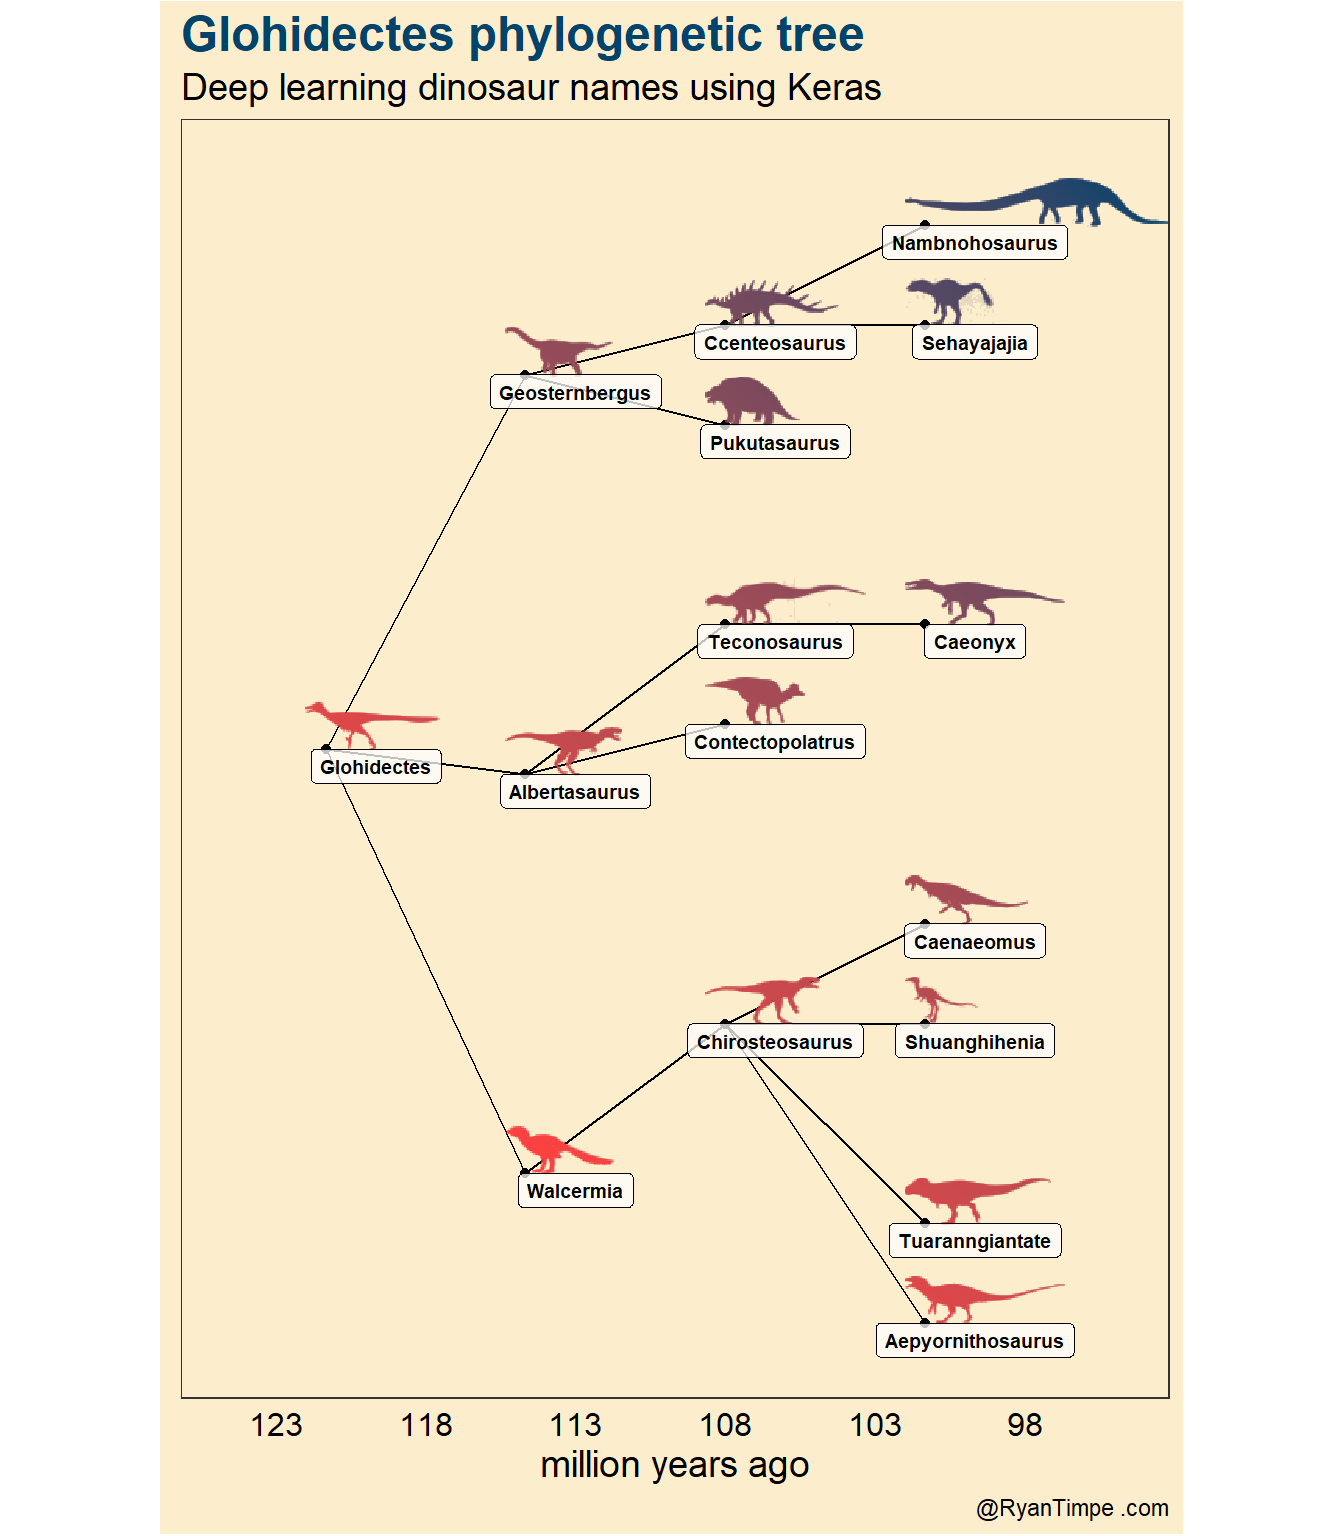 Glohidectes phylogenetic tree
Deep learning dinosaur names using Keras
Nambnohosaurus
Ccenteosaurus
Sehayajajia
Geosternbergus
Pukutasaurus
Teconosaurus
Caeonyx
Contectopolatrus
Glohidectes
Albertasaurus
Caenaeomus
Chirosteosaurus
Shuanghihenia
Walcermia
Tuaranngiantate
Aepyornithosaurus
123 118 113 108 103 98
million years ago
@RyanTimpe .com